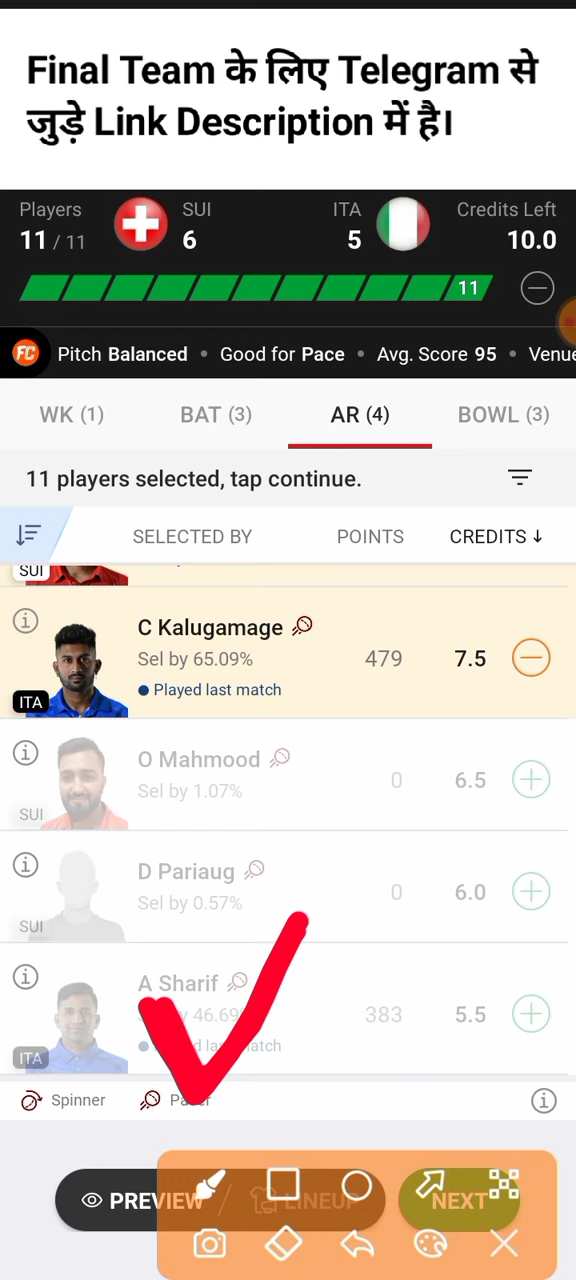 Final Team के लिए Telegram से
जुड़े Link Description में है।
Players SUI ITA Credits Left
11 / 11 6 5 10.0
11
FC Pitch Balanced • Good for Pace • Avg. Score 95 • Venue
WK (1) BAT (3) AR (4) BOWL (3)
11 players selected, tap continue.
SELECTED BY POINTS CREDITS ↓
SUI
C Kalugamage
Sel by 65.09% 479 7.5
Played last match
ITA
O Mahmood
Sel by 1.07% 0 6.5
SUI
D Pariaug
Sel by 0.57% 0 6.0
SUI
A Sharif
46.69 383 5.5
ITA
Spinner
PREVIEW / LINEUP NEXT